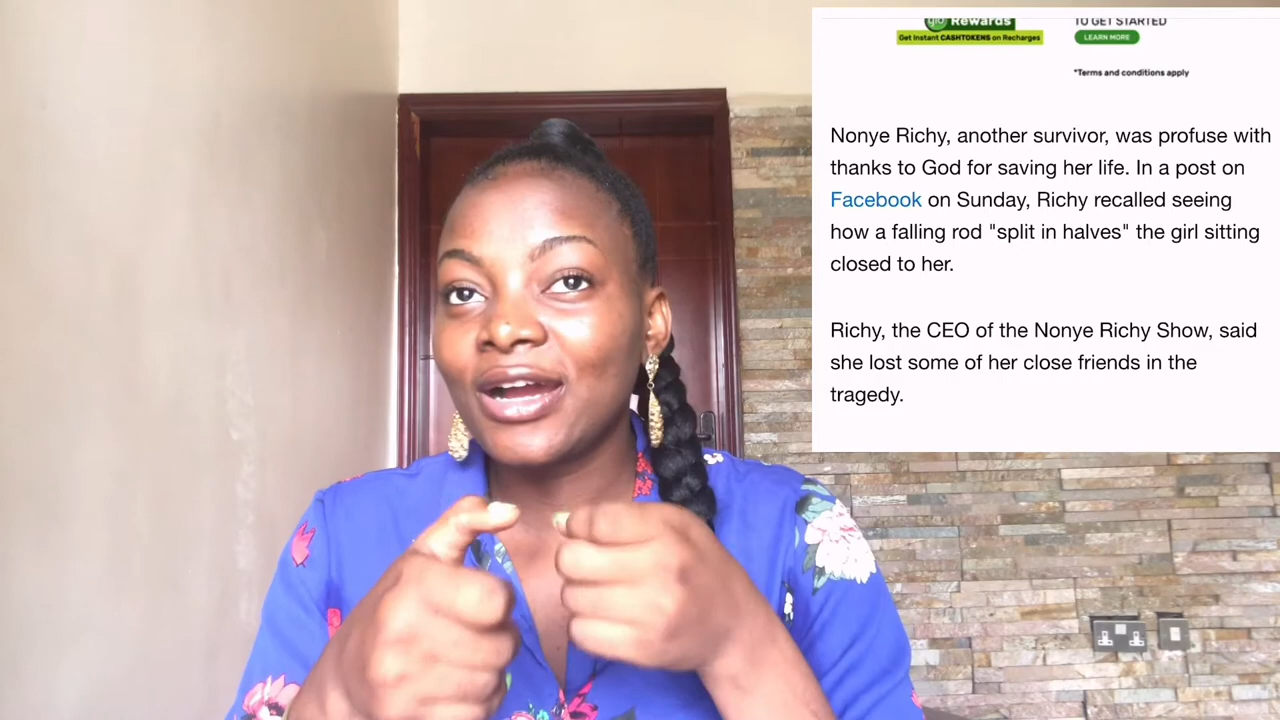 glo Rewards
Get Instant CASHTOKENS on Recharges
TO GET STARTED
LEARN MORE
*Terms and conditions apply
Nonye Richy, another survivor, was profuse with
thanks to God for saving her life. In a post on
Facebook on Sunday, Richy recalled seeing
how a falling rod "split in halves" the girl sitting
closed to her.
Richy, the CEO of the Nonye Richy Show, said
she lost some of her close friends in the
tragedy.